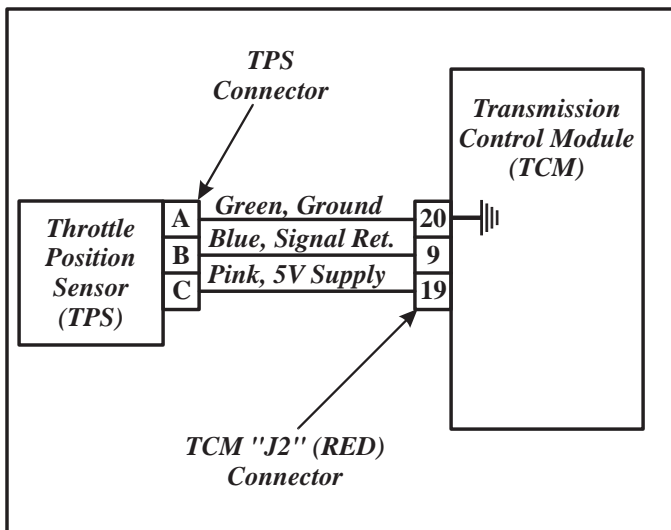 TPS
Connector
Transmission
Control Module
(TCM)
Throttle
Position
Sensor
(TPS)
A
Green, Ground
20
B
Blue, Signal Ret.
9
C
Pink, 5V Supply
19
TCM "J2" (RED)
Connector